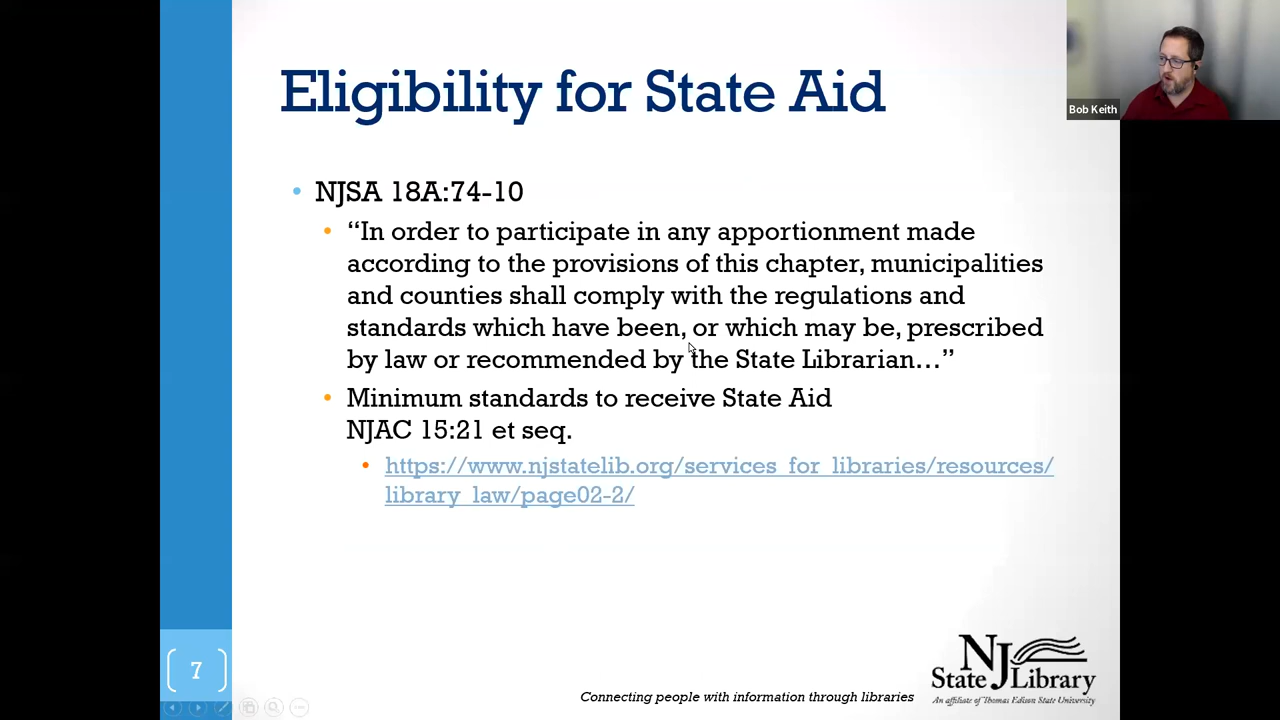 Eligibility for State Aid
Bob Keith
NJSA 18A:74-10
“In order to participate in any apportionment made
according to the provisions of this chapter, municipalities
and counties shall comply with the regulations and
standards which have been, or which may be, prescribed
by law or recommended by the State Librarian…”
Minimum standards to receive State Aid
NJAC 15:21 et seq.
https://www.njstatelib.org/services_for_libraries/resources/
library_law/page02-2/
7
Connecting people with information through libraries
NJ
State Library
An affiliate of Thomas Edison State University